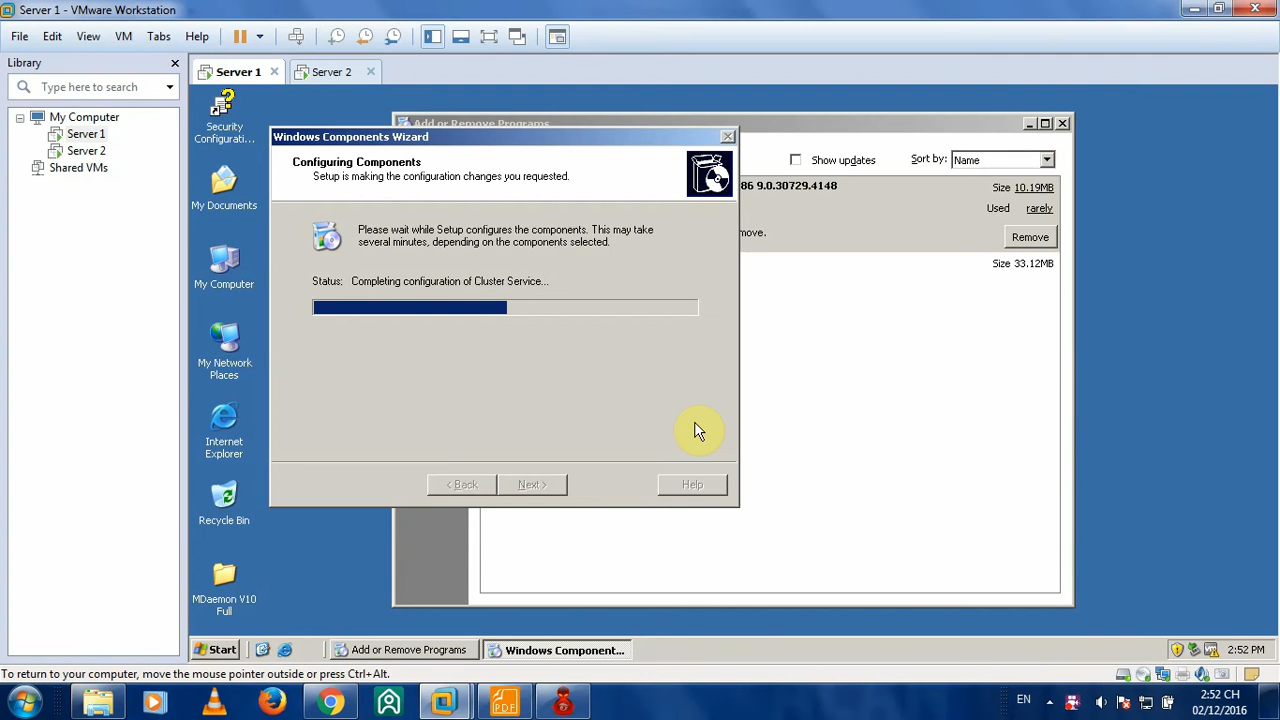 Server 1 - VMware Workstation
File Edit View VM Tabs Help
Library
Type here to search
My Computer
Server 1
Server 2
Shared VMs
Server 1
Server 2
Security
Configurati...
My Documents
My Computer
My Network
Places
Internet
Explorer
Recycle Bin
MDaemon V10
Full
Add or Remove Programs
Show updates
Sort by: Name
86 9.0.30729.4148
Size 10.19MB
Used rarely
move.
Remove
Size 33.12MB
Windows Components Wizard
Configuring Components
Setup is making the configuration changes you requested.
Please wait while Setup configures the components. This may take
several minutes, depending on the components selected.
Status: Completing configuration of Cluster Service...
< Back Next > Help
Start Add or Remove Programs Windows Component... 2:52 PM
To return to your computer, move the mouse pointer outside or press Ctrl+Alt.
EN
2:52 CH
02/12/2016
PDF